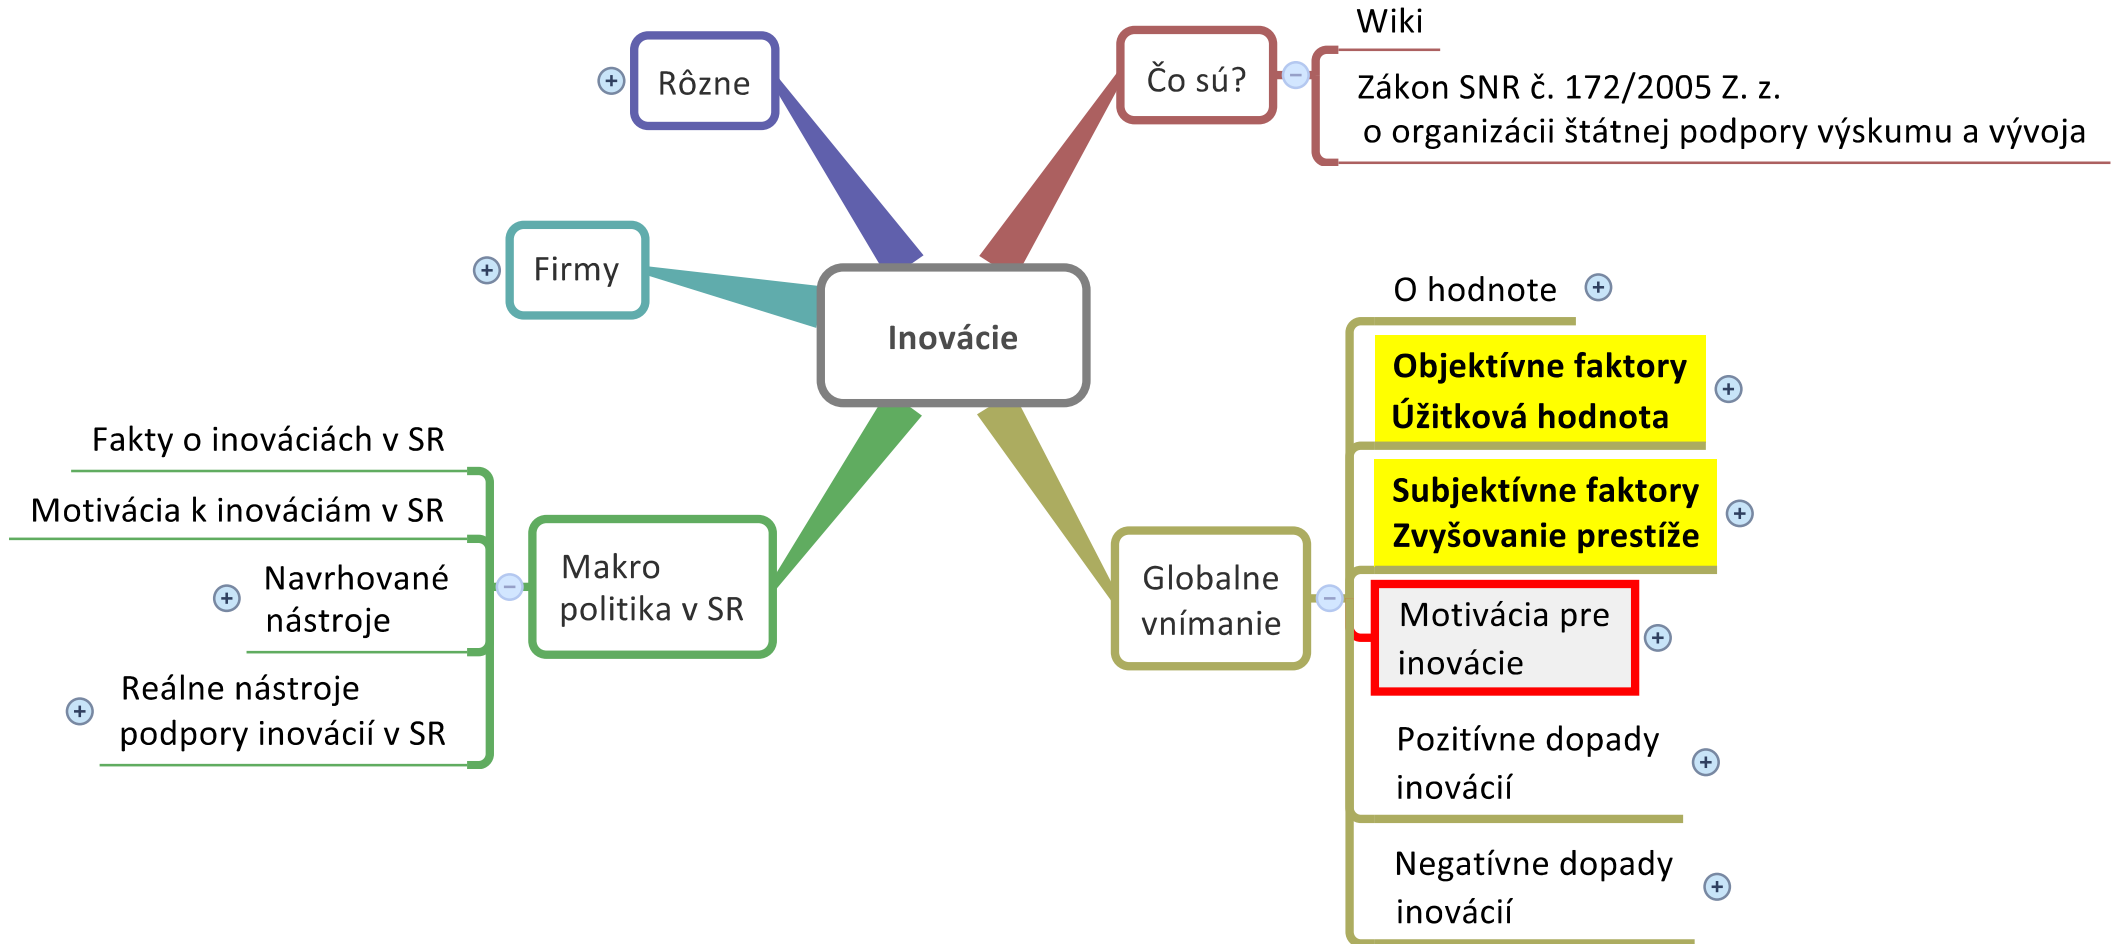 Rôzne
Firmy
Inovácie
Čo sú?
Wiki
Zákon SNR č. 172/2005 Z. z.
o organizácii štátnej podpory výskumu a vývoja
Globalne
vnímanie
O hodnote
Objektívne faktory
Úžitková hodnota
Subjektívne faktory
Zvyšovanie prestíže
Motivácia pre
inovácie
Pozitívne dopady
inovácií
Negatívne dopady
inovácií
Makro
politika v SR
Fakty o inováciách v SR
Motivácia k inováciám v SR
Navrhované
nástroje
Reálne nástroje
podpory inovácií v SR